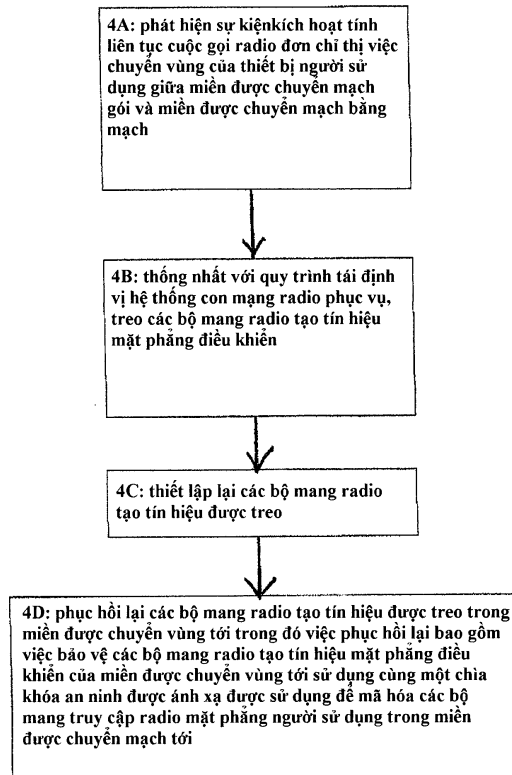 4A: phát hiện sự kiệnkích hoạt tính
liên tục cuộc gọi radio đơn chỉ thị việc
chuyển vùng của thiết bị người sử
dụng giữa miền được chuyển mạch
gói và miền được chuyển mạch bằng
mạch
4B: thống nhất với quy trình tái định
vị hệ thống con mạng radio phục vụ,
treo các bộ mang radio tạo tín hiệu
mặt phẳng điều khiển
4C: thiết lập lại các bộ mang radio
tạo tín hiệu được treo
4D: phục hồi lại các bộ mang radio tạo tín hiệu được treo trong
miền được chuyển vùng tới trong đó việc phục hồi lại bao gồm
việc bảo vệ các bộ mang radio tạo tín hiệu mặt phẳng điều
khiển của miền được chuyển vùng tới sử dụng cùng một chìa
khóa an ninh được ánh xạ được sử dụng để mã hóa các bộ
mang truy cập radio mặt phẳng người sử dụng trong miền
được chuyển mạch tới